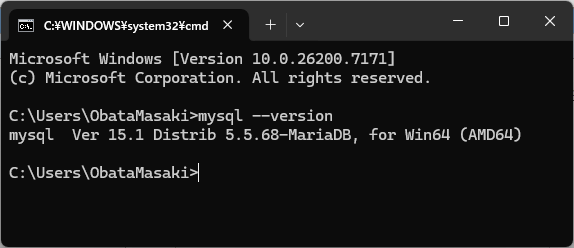 C:¥WINDOWS¥system32¥cmd
Microsoft Windows [Version 10.0.26200.7171]
(c) Microsoft Corporation. All rights reserved.
C:\Users\ObataMasaki>mysql --version
mysql  Ver 15.1 Distrib 5.5.68-MariaDB, for Win64 (AMD64)
C:\Users\ObataMasaki>